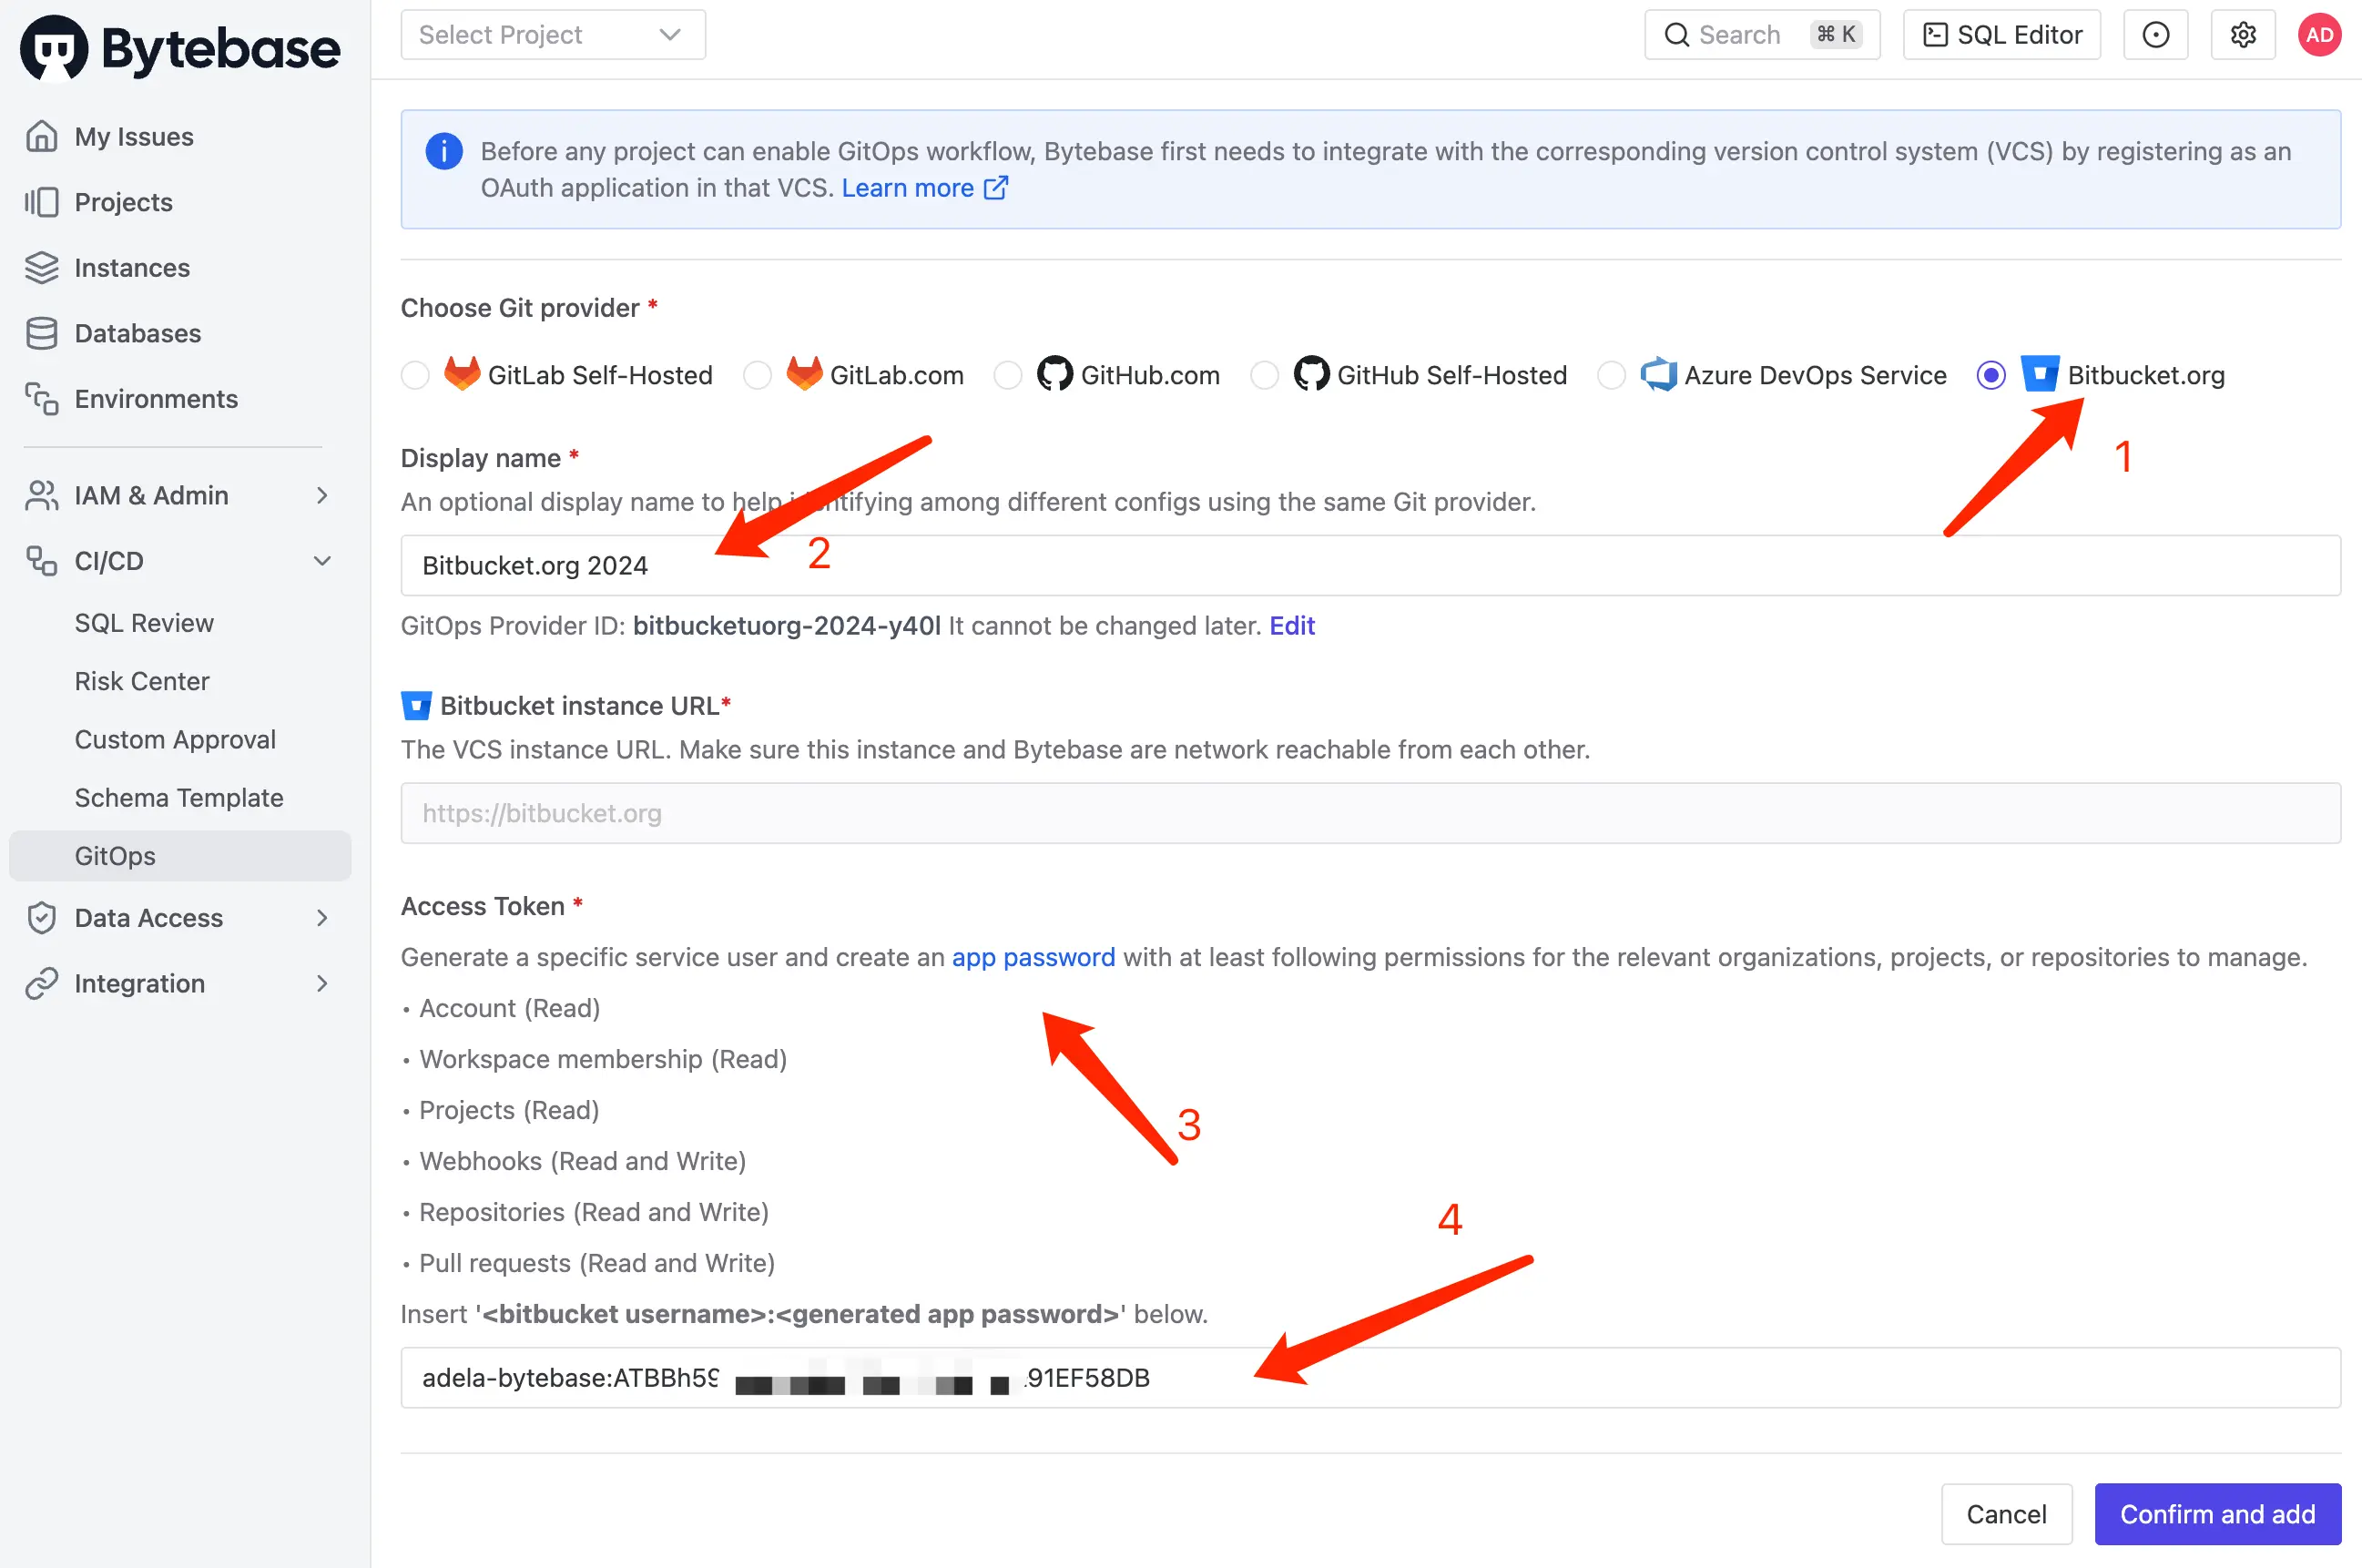 Bytebase
Select Project
Search
⌘ K
SQL Editor
AD
My Issues
Projects
Instances
Databases
Environments
IAM & Admin
CI/CD
SQL Review
Risk Center
Custom Approval
Schema Template
GitOps
Data Access
Integration
Before any project can enable GitOps workflow, Bytebase first needs to integrate with the corresponding version control system (VCS) by registering as an
OAuth application in that VCS. Learn more
Choose Git provider *
GitLab Self-Hosted
GitLab.com
GitHub.com
GitHub Self-Hosted
Azure DevOps Service
Bitbucket.org
1
Display name *
An optional display name to help identifying among different configs using the same Git provider.
Bitbucket.org 2024
2
GitOps Provider ID: bitbucketuorg-2024-y40l It cannot be changed later. Edit
Bitbucket instance URL*
The VCS instance URL. Make sure this instance and Bytebase are network reachable from each other.
https://bitbucket.org
Access Token *
Generate a specific service user and create an app password with at least following permissions for the relevant organizations, projects, or repositories to manage.
• Account (Read)
• Workspace membership (Read)
• Projects (Read)
3
• Webhooks (Read and Write)
• Repositories (Read and Write)
4
• Pull requests (Read and Write)
Insert '<bitbucket username>:<generated app password>' below.
adela-bytebase:ATBBh59 91EF58DB
Cancel
Confirm and add